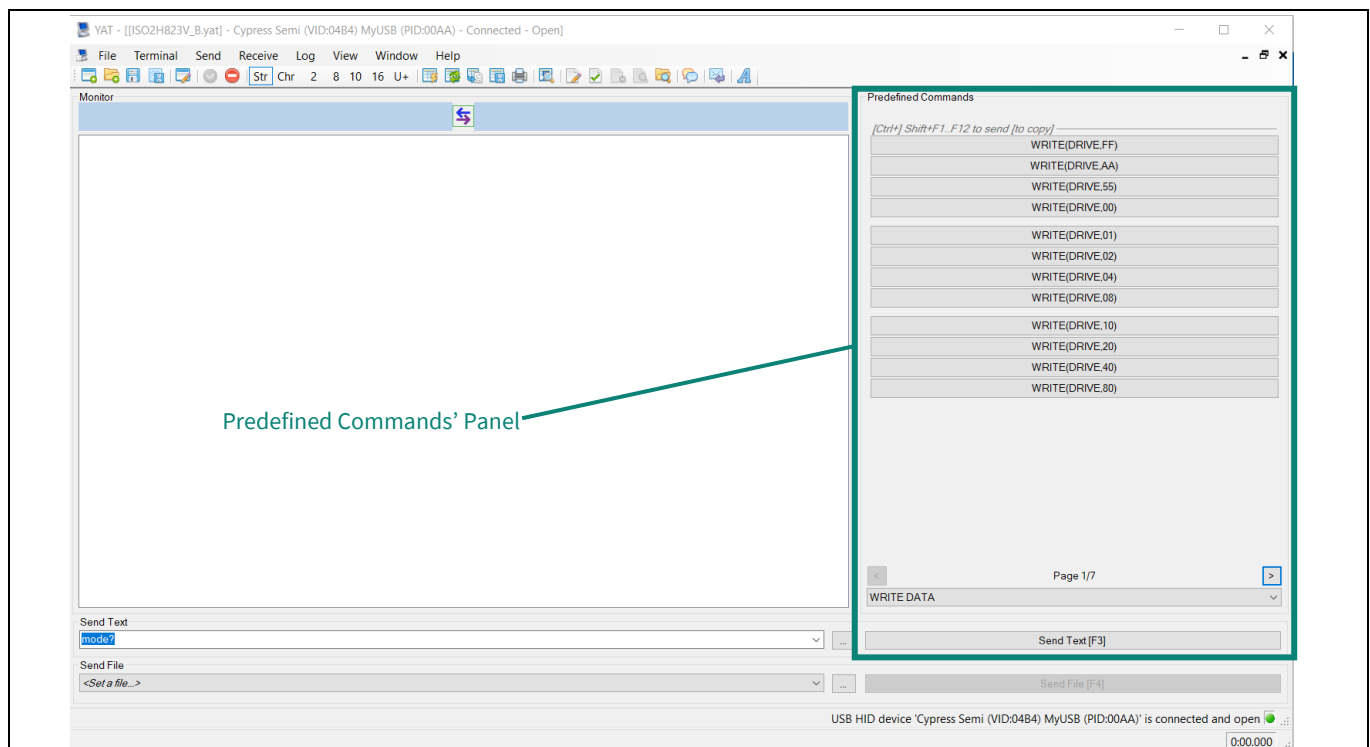 YAT - [[ISO2H823V_B.yat] - Cypress Semi (VID:04B4) MyUSB (PID:00AA) - Connected - Open]
File Terminal Send Receive Log View Window Help
Str Chr 2 8 10 16 U+
Monitor
Predefined Commands
[Ctrl+] Shift+F1..F12 to send [to copy]
WRITE(DRIVE,FF)
WRITE(DRIVE,AA)
WRITE(DRIVE,55)
WRITE(DRIVE,00)
WRITE(DRIVE,01)
WRITE(DRIVE,02)
WRITE(DRIVE,04)
WRITE(DRIVE,08)
WRITE(DRIVE,10)
WRITE(DRIVE,20)
WRITE(DRIVE,40)
WRITE(DRIVE,80)
Predefined Commands’ Panel
< Page 1/7 >
WRITE DATA
Send Text
mode? ... Send Text [F3]
Send File
<Set a file...> ... Send File [F4]
USB HID device 'Cypress Semi (VID:04B4) MyUSB (PID:00AA)' is connected and open
0:00.000